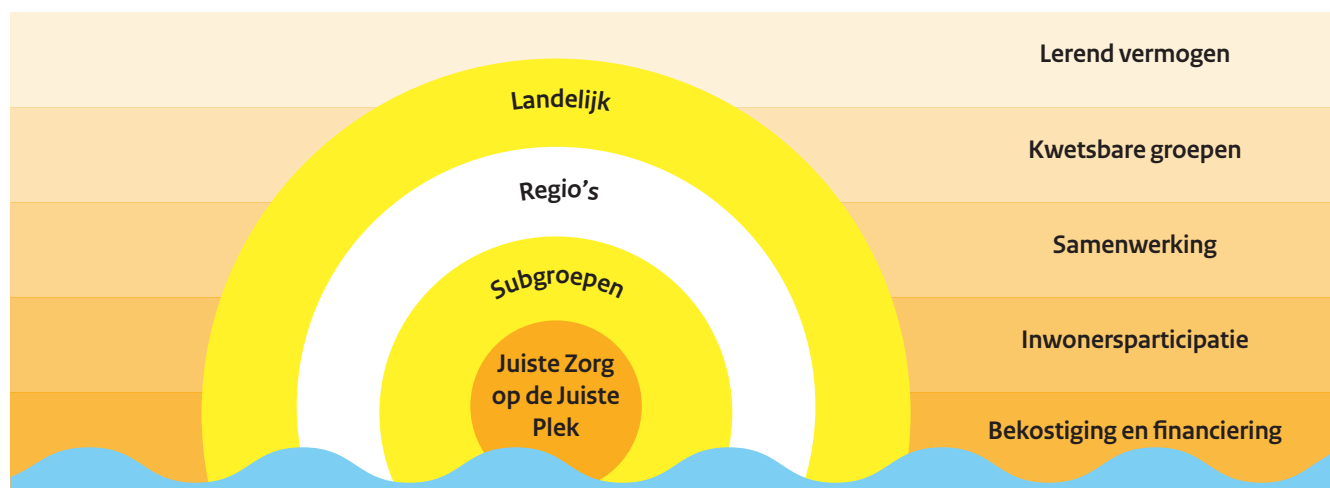 Landelijk
Regio's
Subgroepen
Juiste Zorg
op de Juiste
Plek
Lerend vermogen
Kwetsbare groepen
Samenwerking
Inwonersparticipatie
Bekostiging en financiering